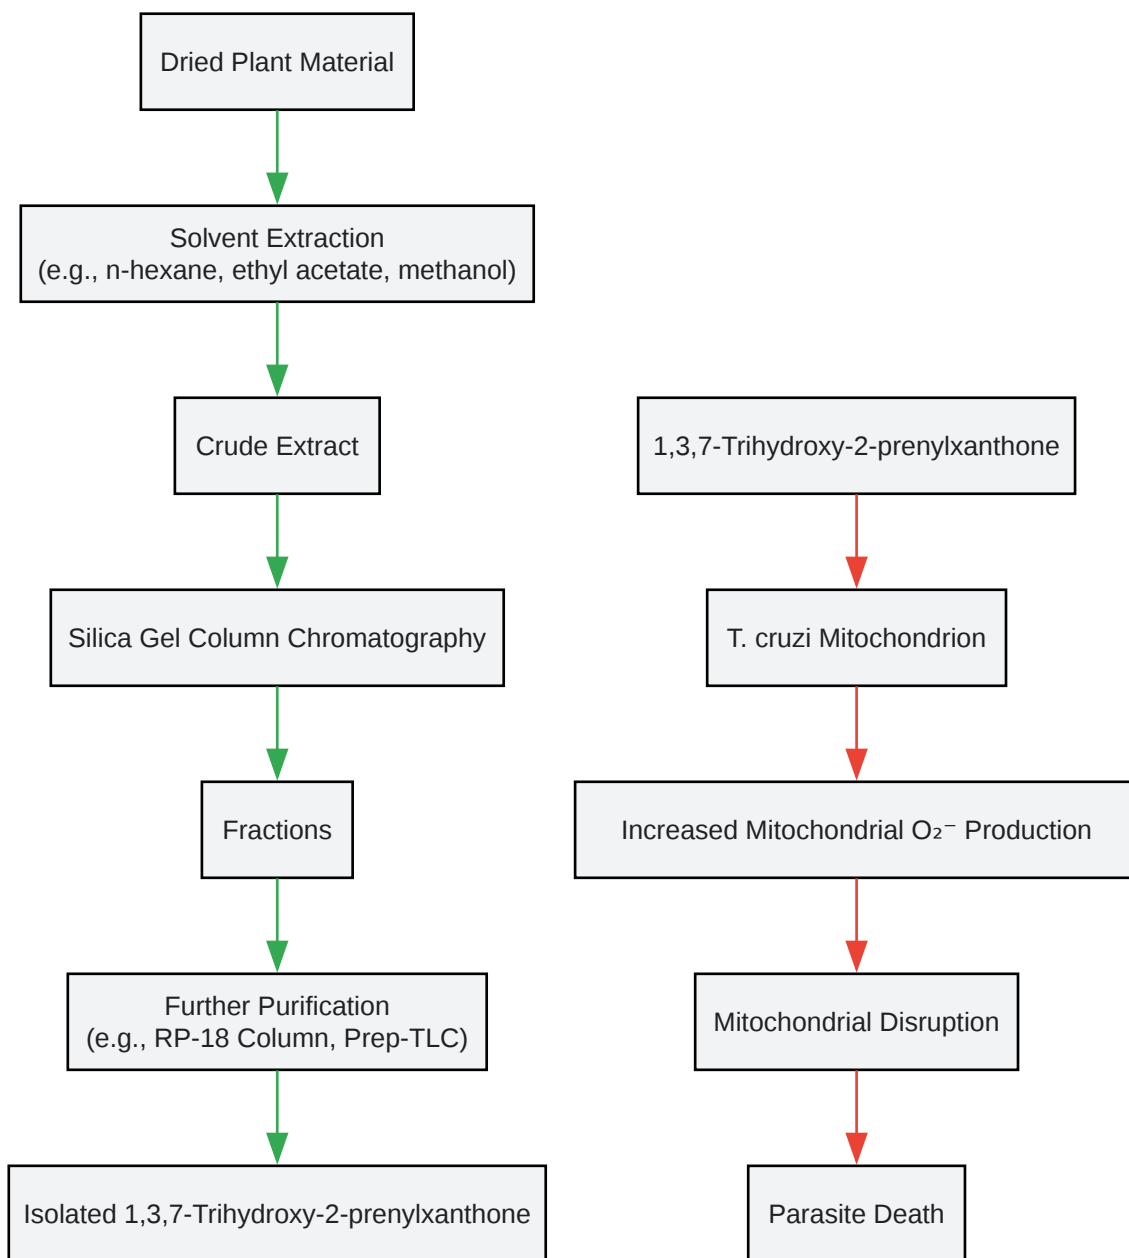 Dried Plant Material
Solvent Extraction
(e.g., n-hexane, ethyl acetate, methanol)
Crude Extract
Silica Gel Column Chromatography
Fractions
Further Purification
(e.g., RP-18 Column, Prep-TLC)
Isolated 1,3,7-Trihydroxy-2-prenylxanthone
1,3,7-Trihydroxy-2-prenylxanthone
T. cruzi Mitochondrion
Increased Mitochondrial O₂⁻ Production
Mitochondrial Disruption
Parasite Death